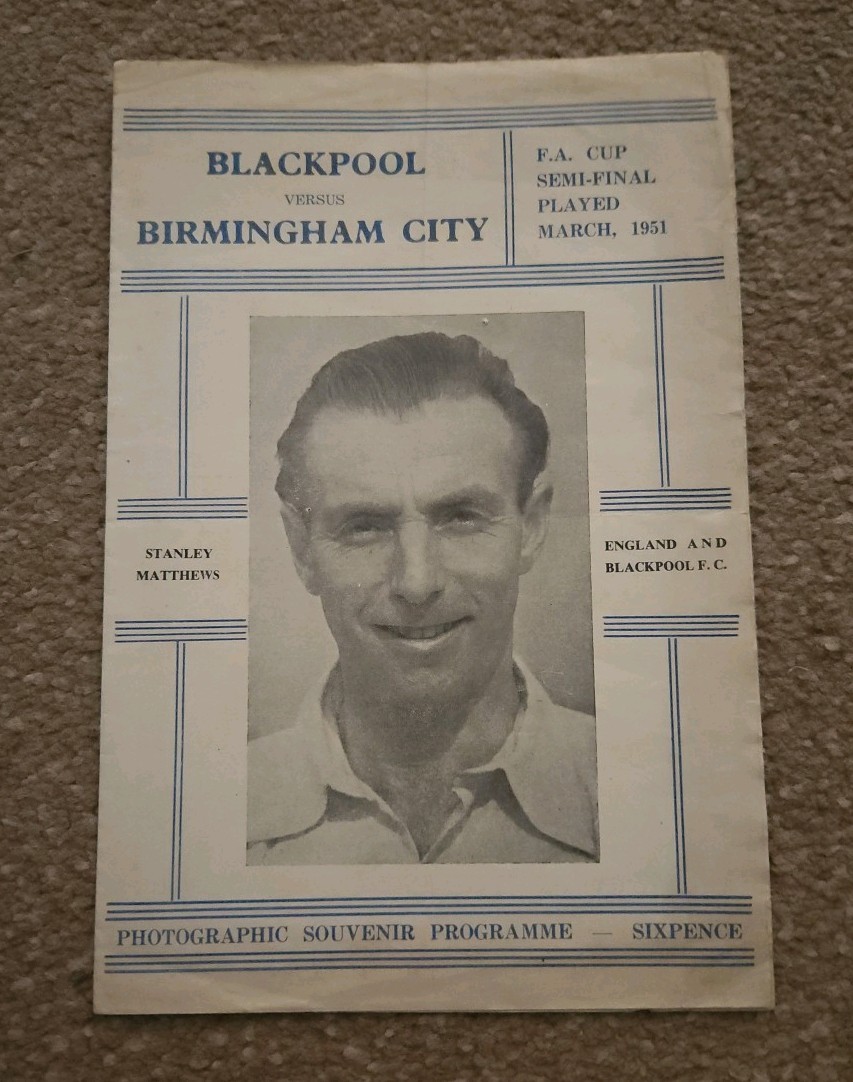 BLACKPOOL
VERSUS
BIRMINGHAM CITY
F.A. CUP
SEMI-FINAL
PLAYED
MARCH, 1951
STANLEY
MATTHEWS
ENGLAND AND
BLACKPOOL F. C.
PHOTOGRAPHIC SOUVENIR PROGRAMME — SIXPENCE